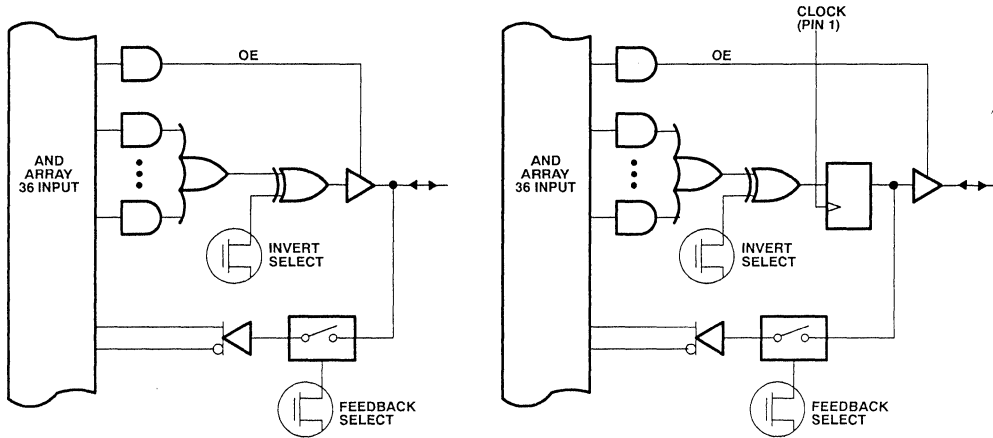 OE
AND
ARRAY
36 INPUT
INVERT
SELECT
FEEDBACK
SELECT
CLOCK
(PIN 1)
OE
AND
ARRAY
36 INPUT
INVERT
SELECT
FEEDBACK
SELECT